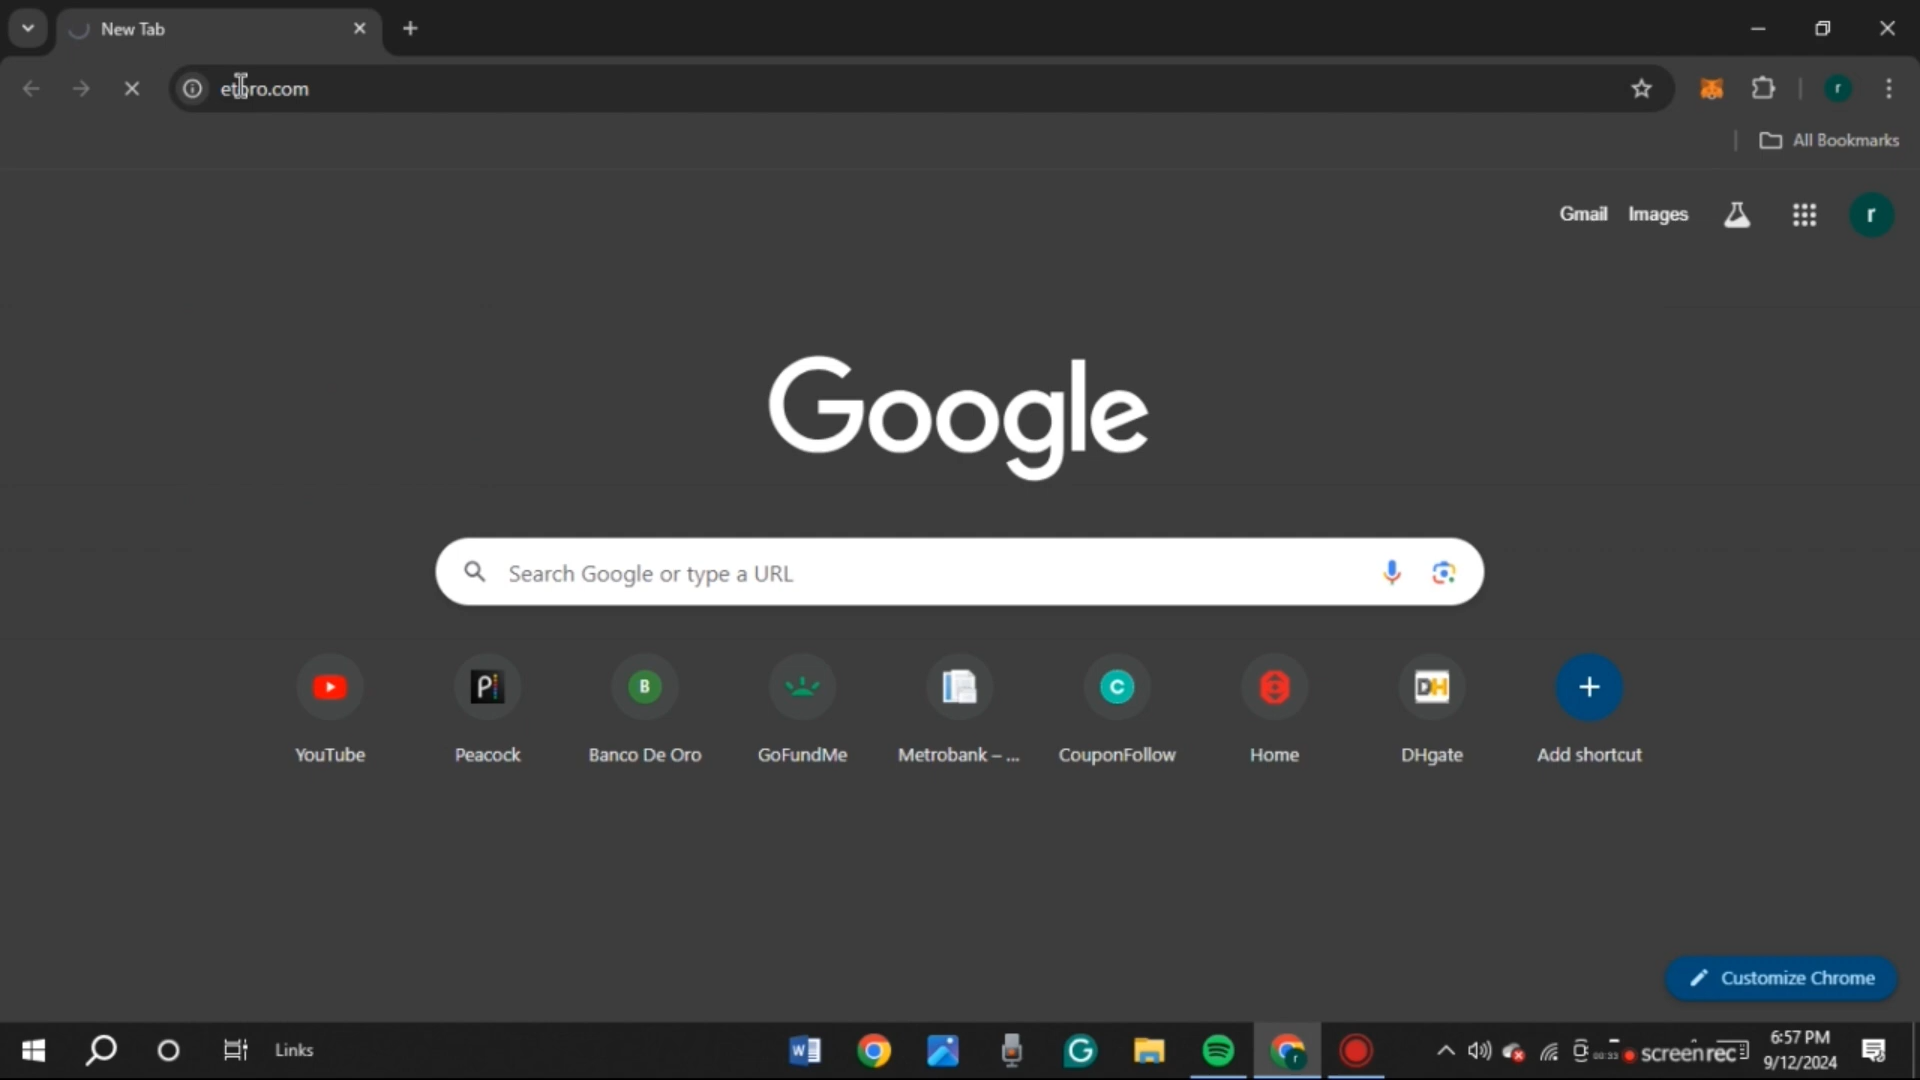 New Tab
etoro.com
All Bookmarks
Gmail Images
r
Google
Search Google or type a URL
YouTube
Peacock
B
Banco De Oro
GoFundMe
Metrobank – ...
C
CouponFollow
Home
DH
DHgate
Add shortcut
Customize Chrome
Links
screenrec
6:57 PM
9/12/2024